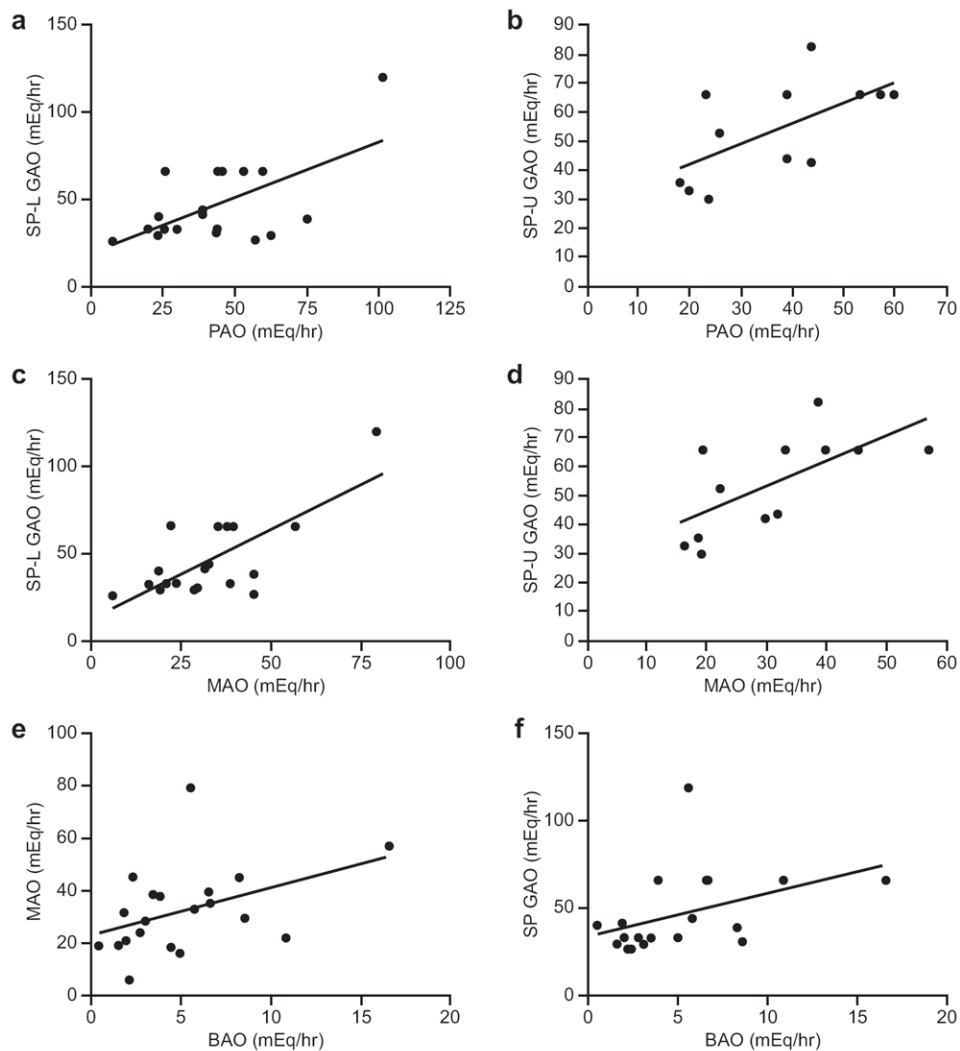 a
150
100
50
0
SP-L GAO (mEq/hr)
0 25 50 75 100 125
PAO (mEq/hr)
b
90
80
70
60
50
40
30
20
10
0
SP-U GAO (mEq/hr)
0 10 20 30 40 50 60 70
PAO (mEq/hr)
c
150
100
50
0
SP-L GAO (mEq/hr)
0 25 50 75 100
MAO (mEq/hr)
d
90
80
70
60
50
40
30
20
10
0
SP-U GAO (mEq/hr)
0 10 20 30 40 50 60
MAO (mEq/hr)
e
100
80
60
40
20
0
MAO (mEq/hr)
0 5 10 15 20
BAO (mEq/hr)
f
150
100
50
0
SP GAO (mEq/hr)
0 5 10 15 20
BAO (mEq/hr)